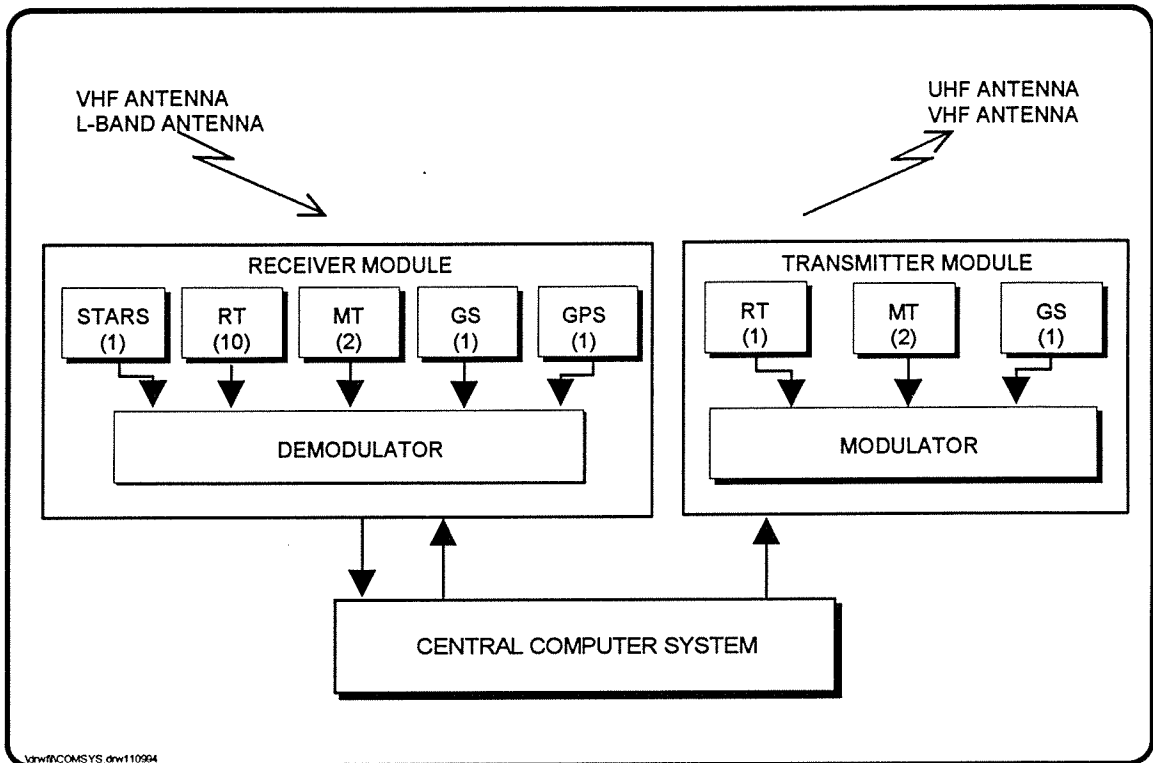 VHF ANTENNA
L-BAND ANTENNA
UHF ANTENNA
VHF ANTENNA
RECEIVER MODULE
STARS
(1)
RT
(10)
MT
(2)
GS
(1)
GPS
(1)
DEMODULATOR
TRANSMITTER MODULE
RT
(1)
MT
(2)
GS
(1)
MODULATOR
CENTRAL COMPUTER SYSTEM